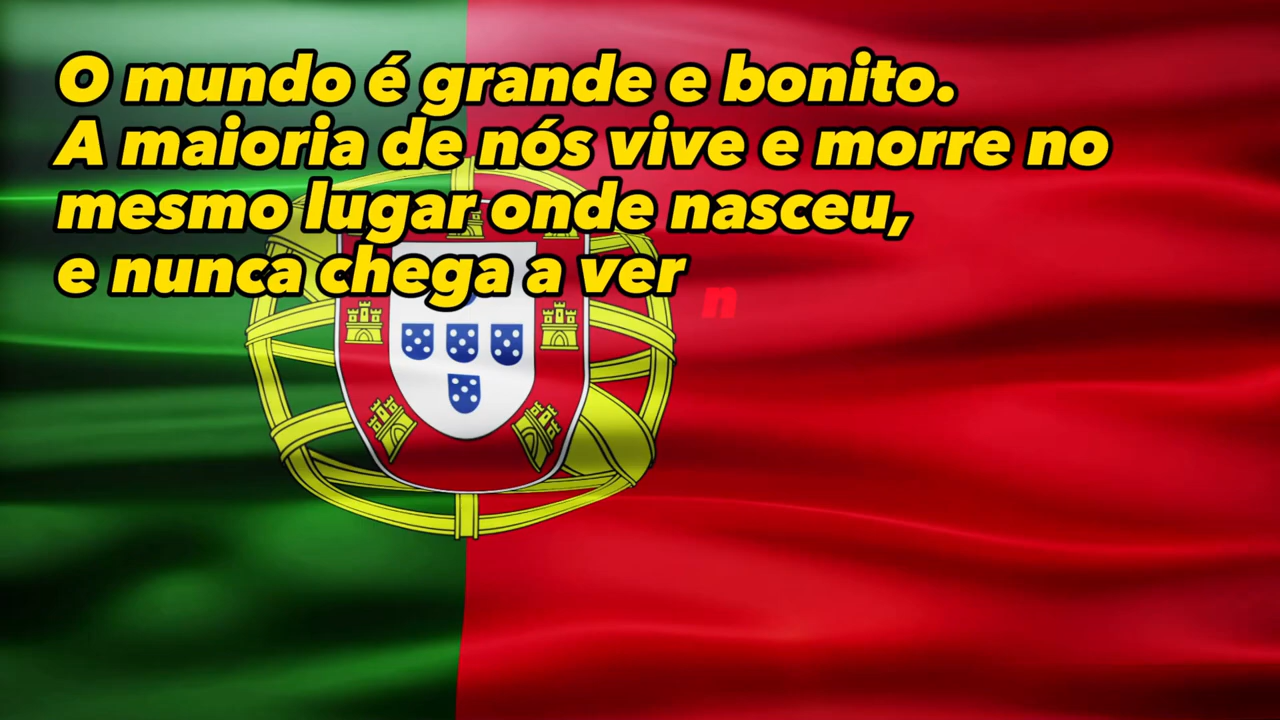 O mundo é grande e bonito.
A maioria de nós vive e morre no
mesmo lugar onde nasceu,
e nunca chega a ver n